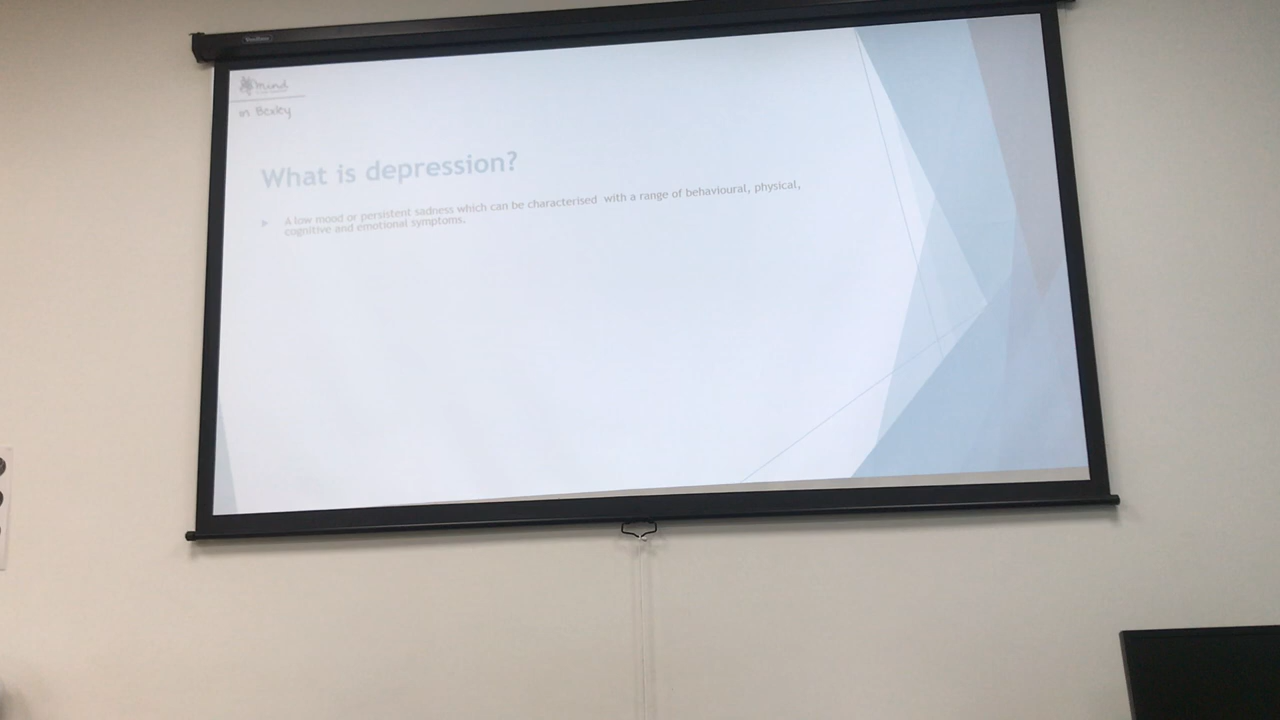 mind
in Bexley
What is depression?
A low mood or persistent sadness which can be characterised with a range of behavioural, physical,
cognitive and emotional symptoms.